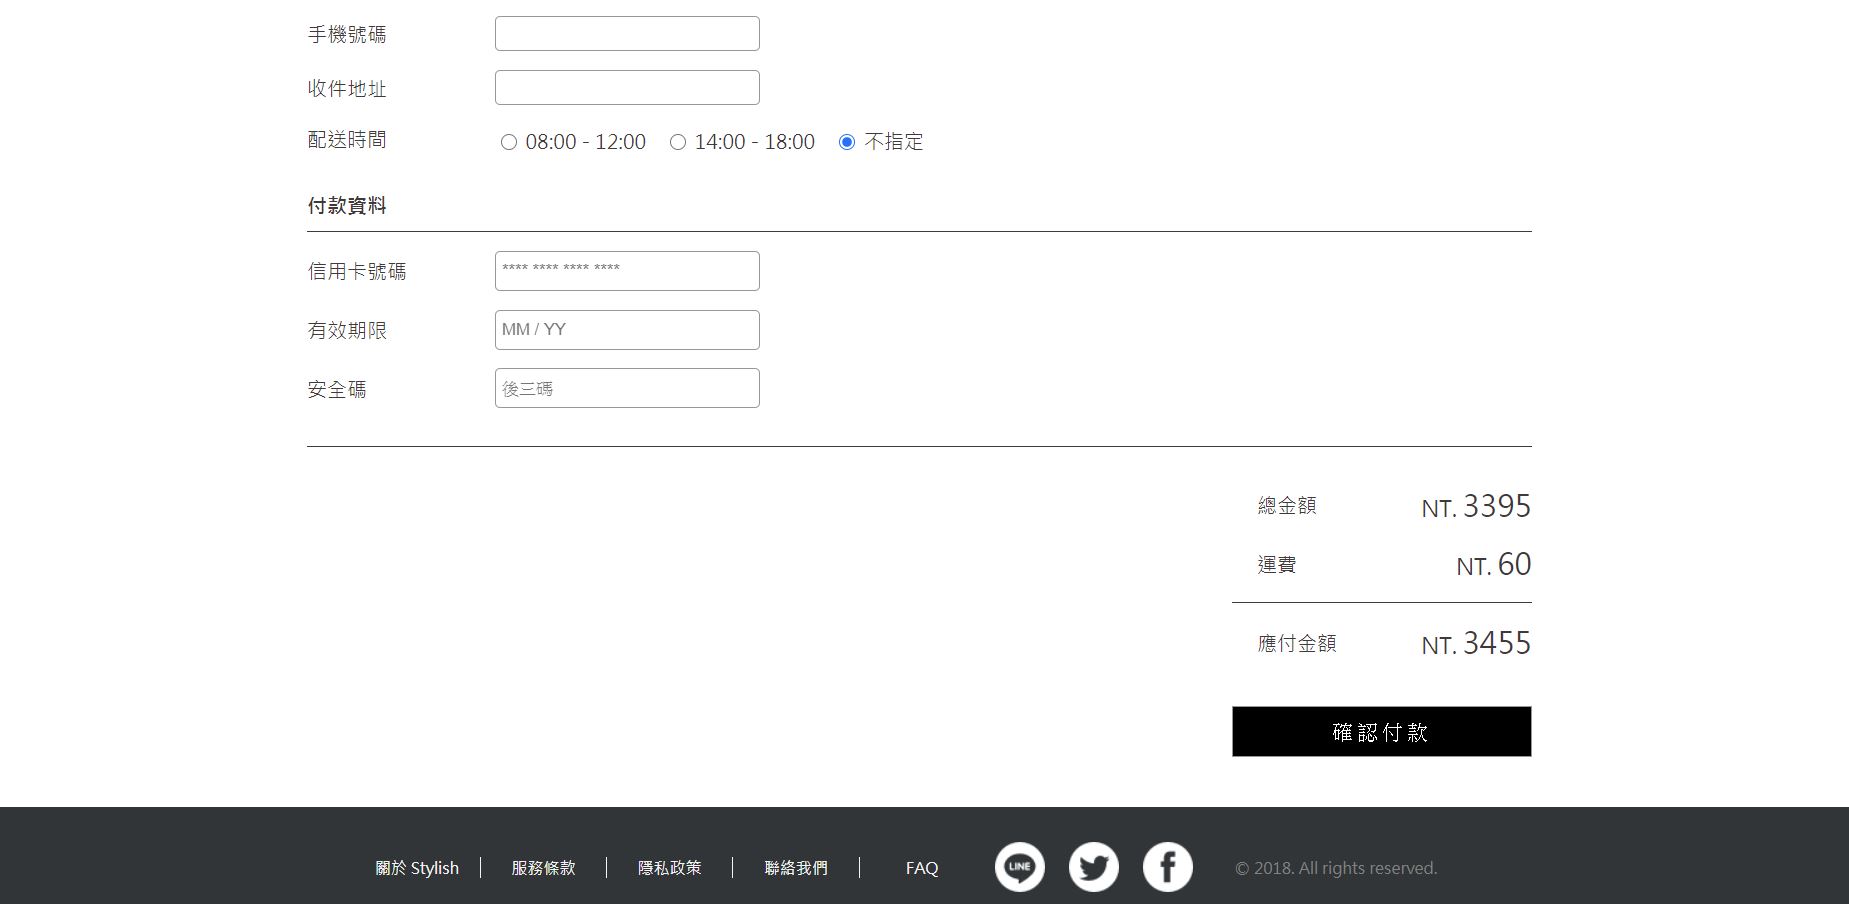 手機號碼
收件地址
配送時間 08:00 - 12:00 14:00 - 18:00 不指定
付款資料
信用卡號碼 **** **** **** ****
有效期限 MM / YY
安全碼 後三碼
總金額 NT. 3395
運費 NT. 60
應付金額 NT. 3455
確認付款
關於 Stylish 服務條款 隱私政策 聯絡我們 FAQ LINE © 2018. All rights reserved.